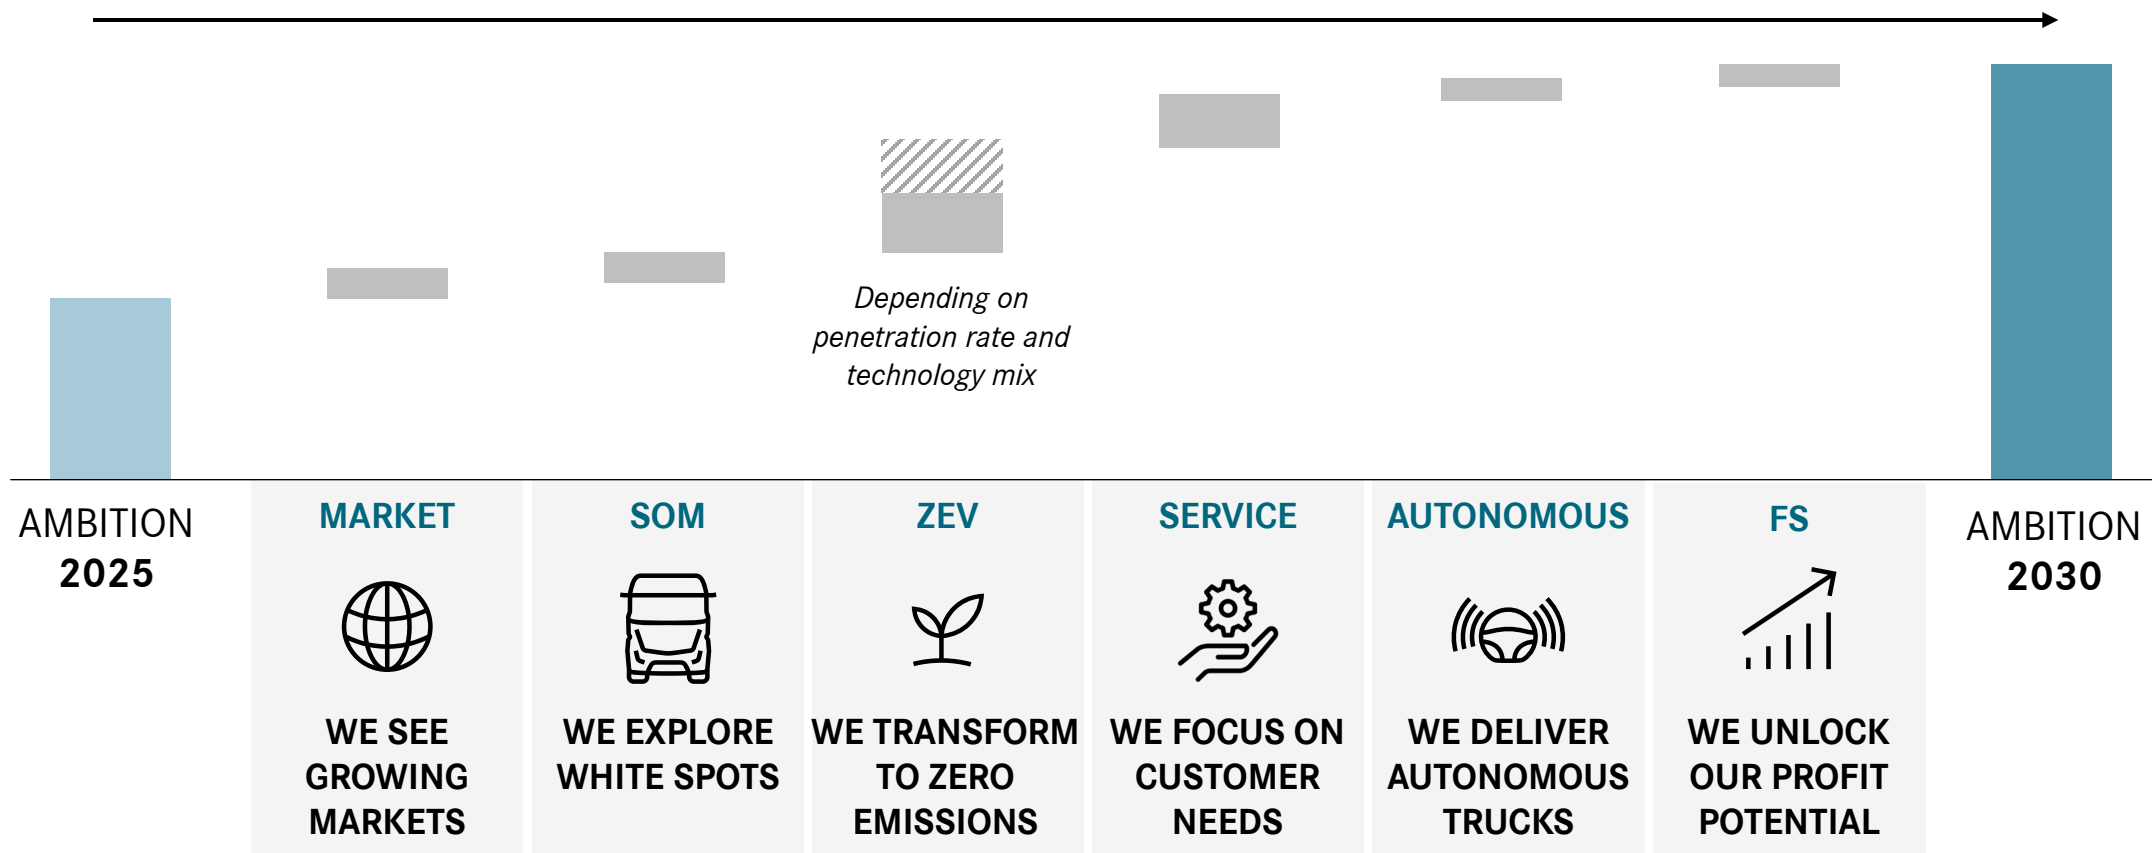 Depending on
penetration rate and
technology mix
AMBITION
2025
MARKET
WE SEE
GROWING
MARKETS
SOM
WE EXPLORE
WHITE SPOTS
ZEV
WE TRANSFORM
TO ZERO
EMISSIONS
SERVICE
WE FOCUS ON
CUSTOMER
NEEDS
AUTONOMOUS
WE DELIVER
AUTONOMOUS
TRUCKS
FS
WE UNLOCK
OUR PROFIT
POTENTIAL
AMBITION
2030